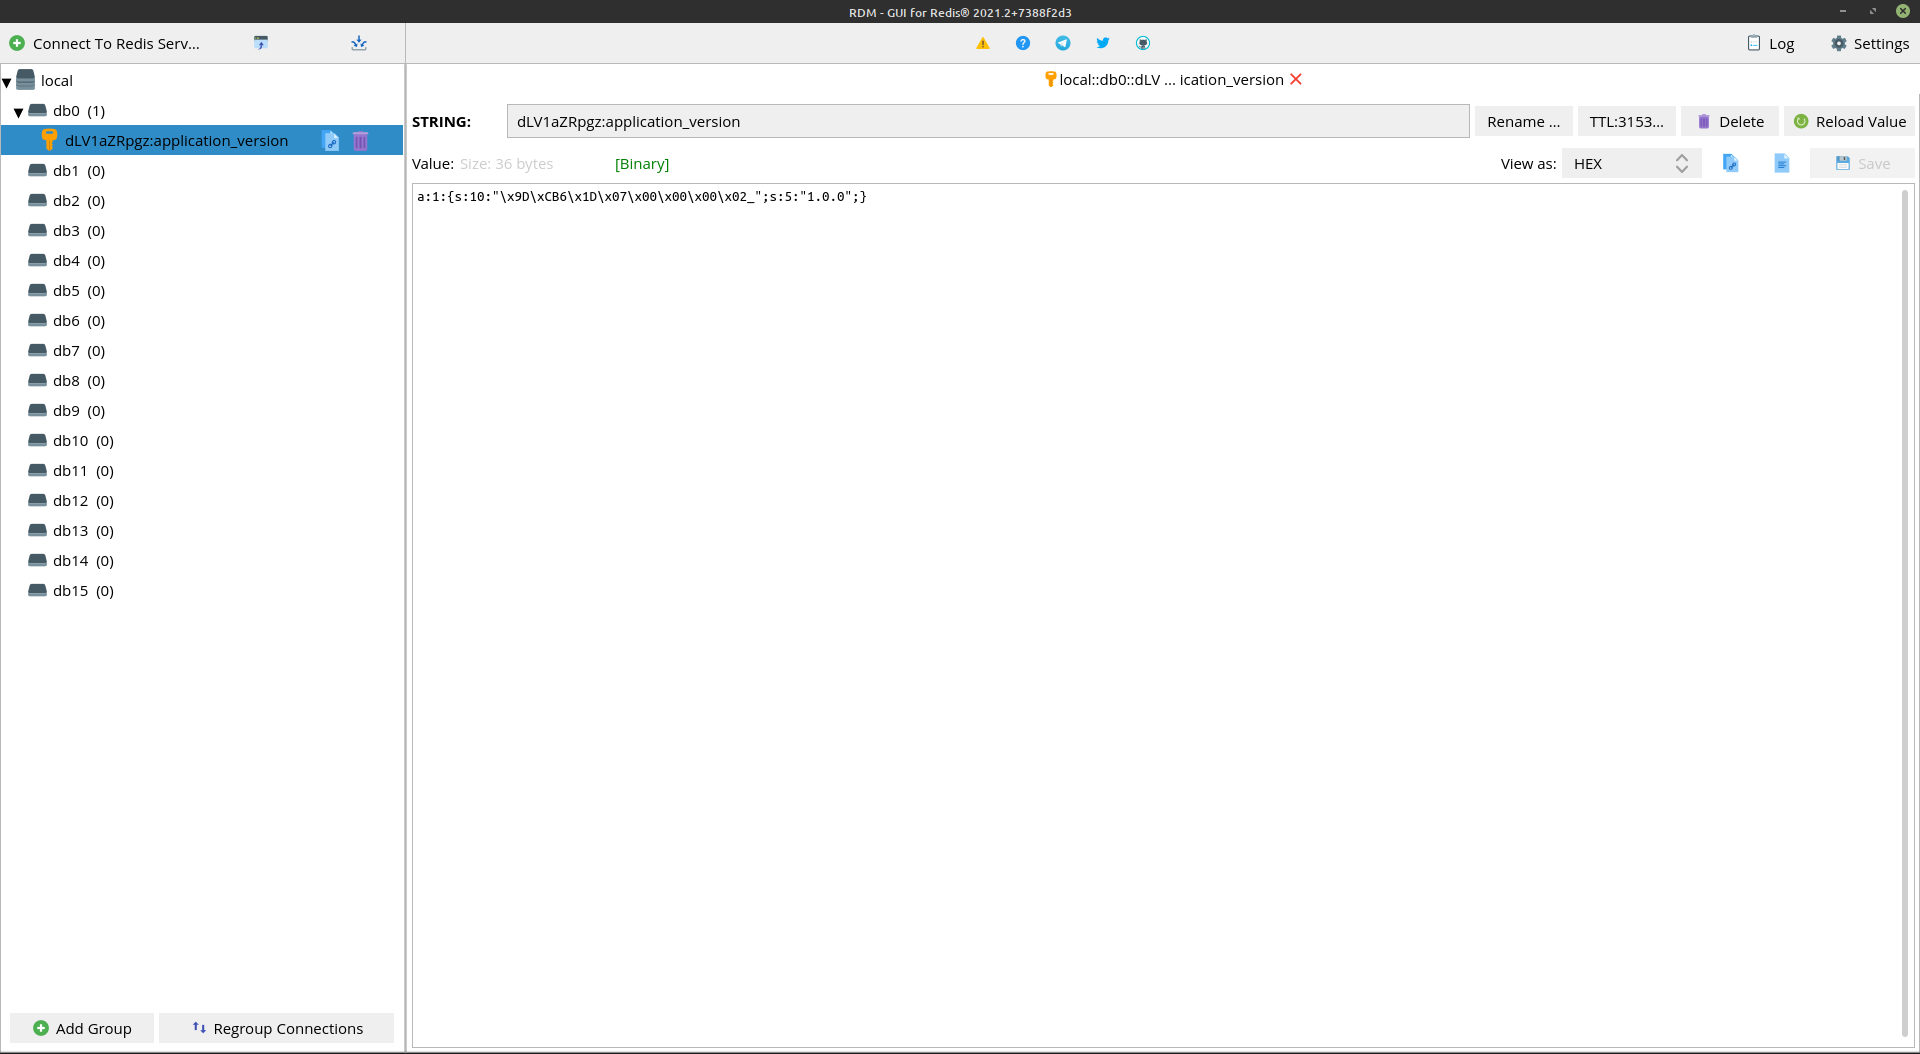 RDM - GUI for Redis® 2021.2+7388f2d3
Connect To Redis Serv...
Log
Settings
local
db0 (1)
dLV1aZRpgz:application_version
db1 (0)
db2 (0)
db3 (0)
db4 (0)
db5 (0)
db6 (0)
db7 (0)
db8 (0)
db9 (0)
db10 (0)
db11 (0)
db12 (0)
db13 (0)
db14 (0)
db15 (0)
Add Group
Regroup Connections
local::db0::dLV ... ication_version
STRING:
dLV1aZRpgz:application_version
Rename ...
TTL:3153...
Delete
Reload Value
Value: Size: 36 bytes
[Binary]
View as:
HEX
Save
a:1:{s:10:"\x9D\xCB6\x1D\x07\x00\x00\x00\x02_";s:5:"1.0.0";}